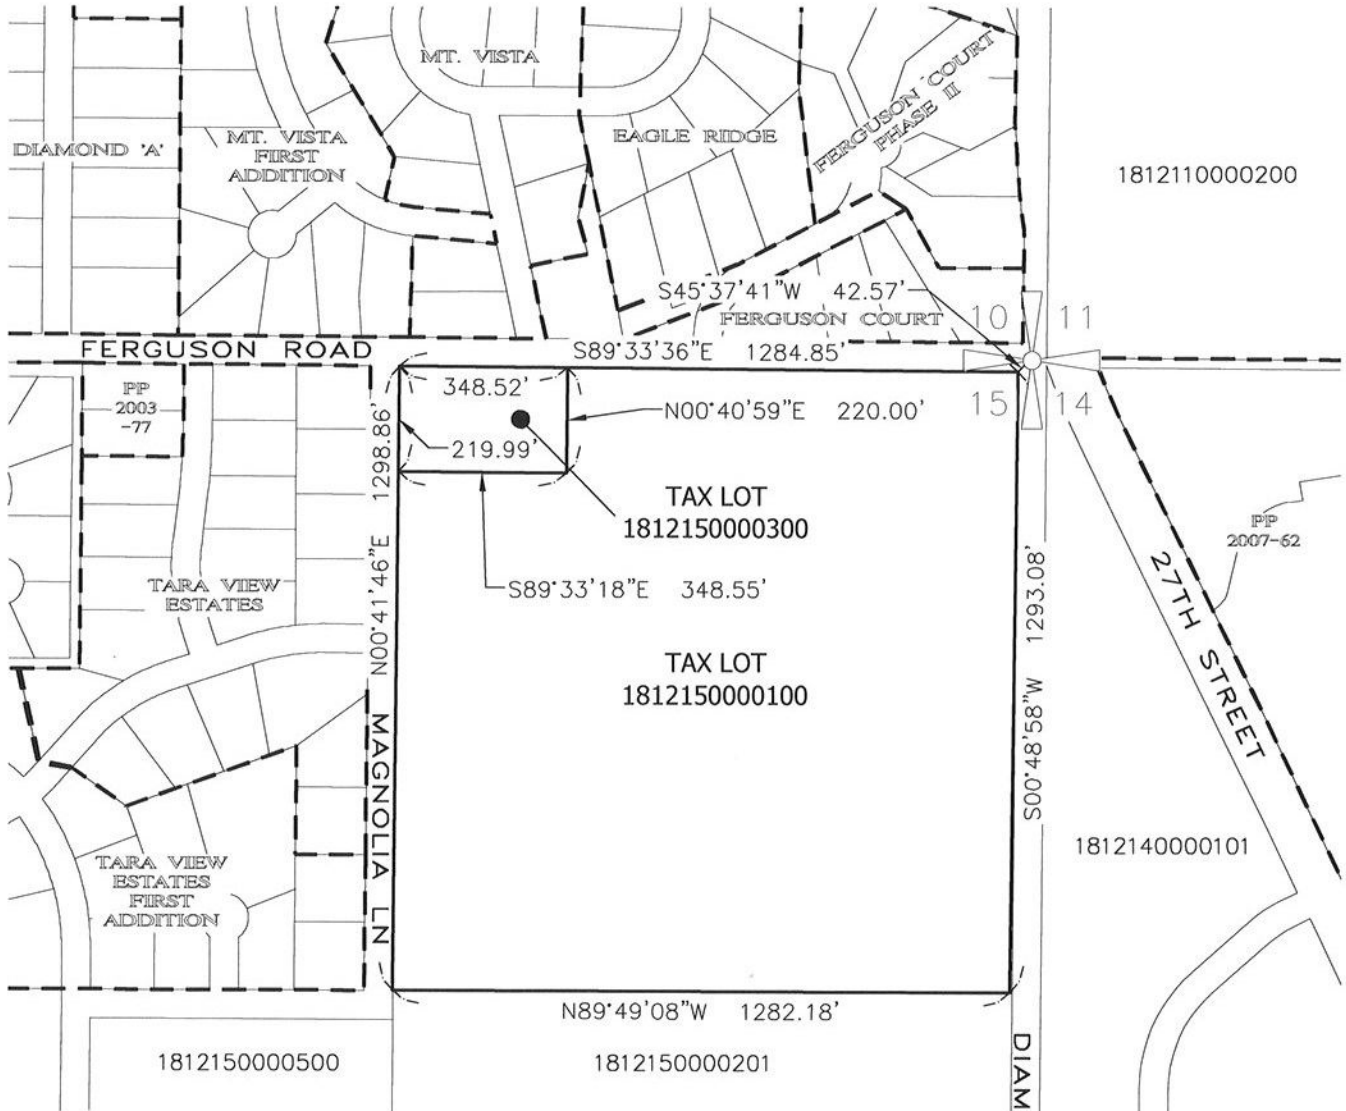 MT. VISTA
DIAMOND 'A'
MT. VISTA
FIRST
ADDITION
EAGLE RIDGE
FERGUSON COURT
PHASE II
1812110000200
S45°37'41"W 42.57'
FERGUSON COURT
10
11
FERGUSON ROAD
S89°33'36"E 1284.85'
PP
2003
-77
348.52'
N00°40'59"E 220.00'
15
14
219.99'
N00°41'46"E 1298.86'
TAX LOT
1812150000300
PP
2007-62
S89°33'18"E 348.55'
TARA VIEW
ESTATES
27TH STREET
S00°48'58"W 1293.08'
TAX LOT
1812150000100
MAGNOLIA LN
1812140000101
TARA VIEW
ESTATES
FIRST
ADDITION
N89°49'08"W 1282.18'
1812150000500
1812150000201
DIAM